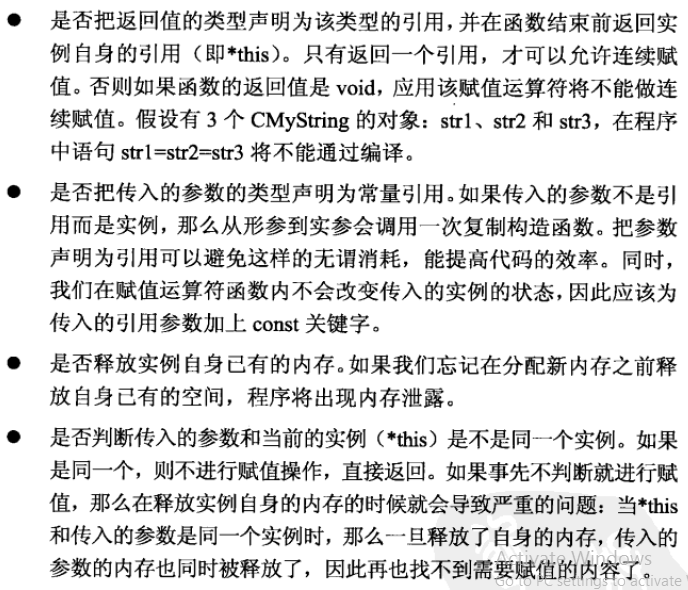 ● 是否把返回值的类型声明为该类型的引用，并在函数结束前返回实
例自身的引用（即*this）。只有返回一个引用，才可以允许连续赋
值。否则如果函数的返回值是 void，应用该赋值运算符将不能做连
续赋值。假设有 3 个 CMyString 的对象：str1、str2 和 str3，在程序
中语句 str1=str2=str3 将不能通过编译。
● 是否把传入的参数的类型声明为常量引用。如果传入的参数不是引
用而是实例，那么从形参到实参会调用一次复制构造函数。把参数
声明为引用可以避免这样的无谓消耗，能提高代码的效率。同时，
我们在赋值运算符函数内不会改变传入的实例的状态，因此应该为
传入的引用参数加上 const 关键字。
● 是否释放实例自身已有的内存。如果我们忘记在分配新内存之前释
放自身已有的空间，程序将出现内存泄露。
● 是否判断传入的参数和当前的实例（*this）是不是同一个实例。如果
是同一个，则不进行赋值操作，直接返回。如果事先不判断就进行赋
值，那么在释放实例自身的内存的时候就会导致严重的问题：当*this
和传入的参数是同一个实例时，那么一旦释放了自身的内存，传入的
参数的内存也同时被释放了，因此再也找不到需要赋值的内容了。
Activate Windows
Go to PC settings to activate